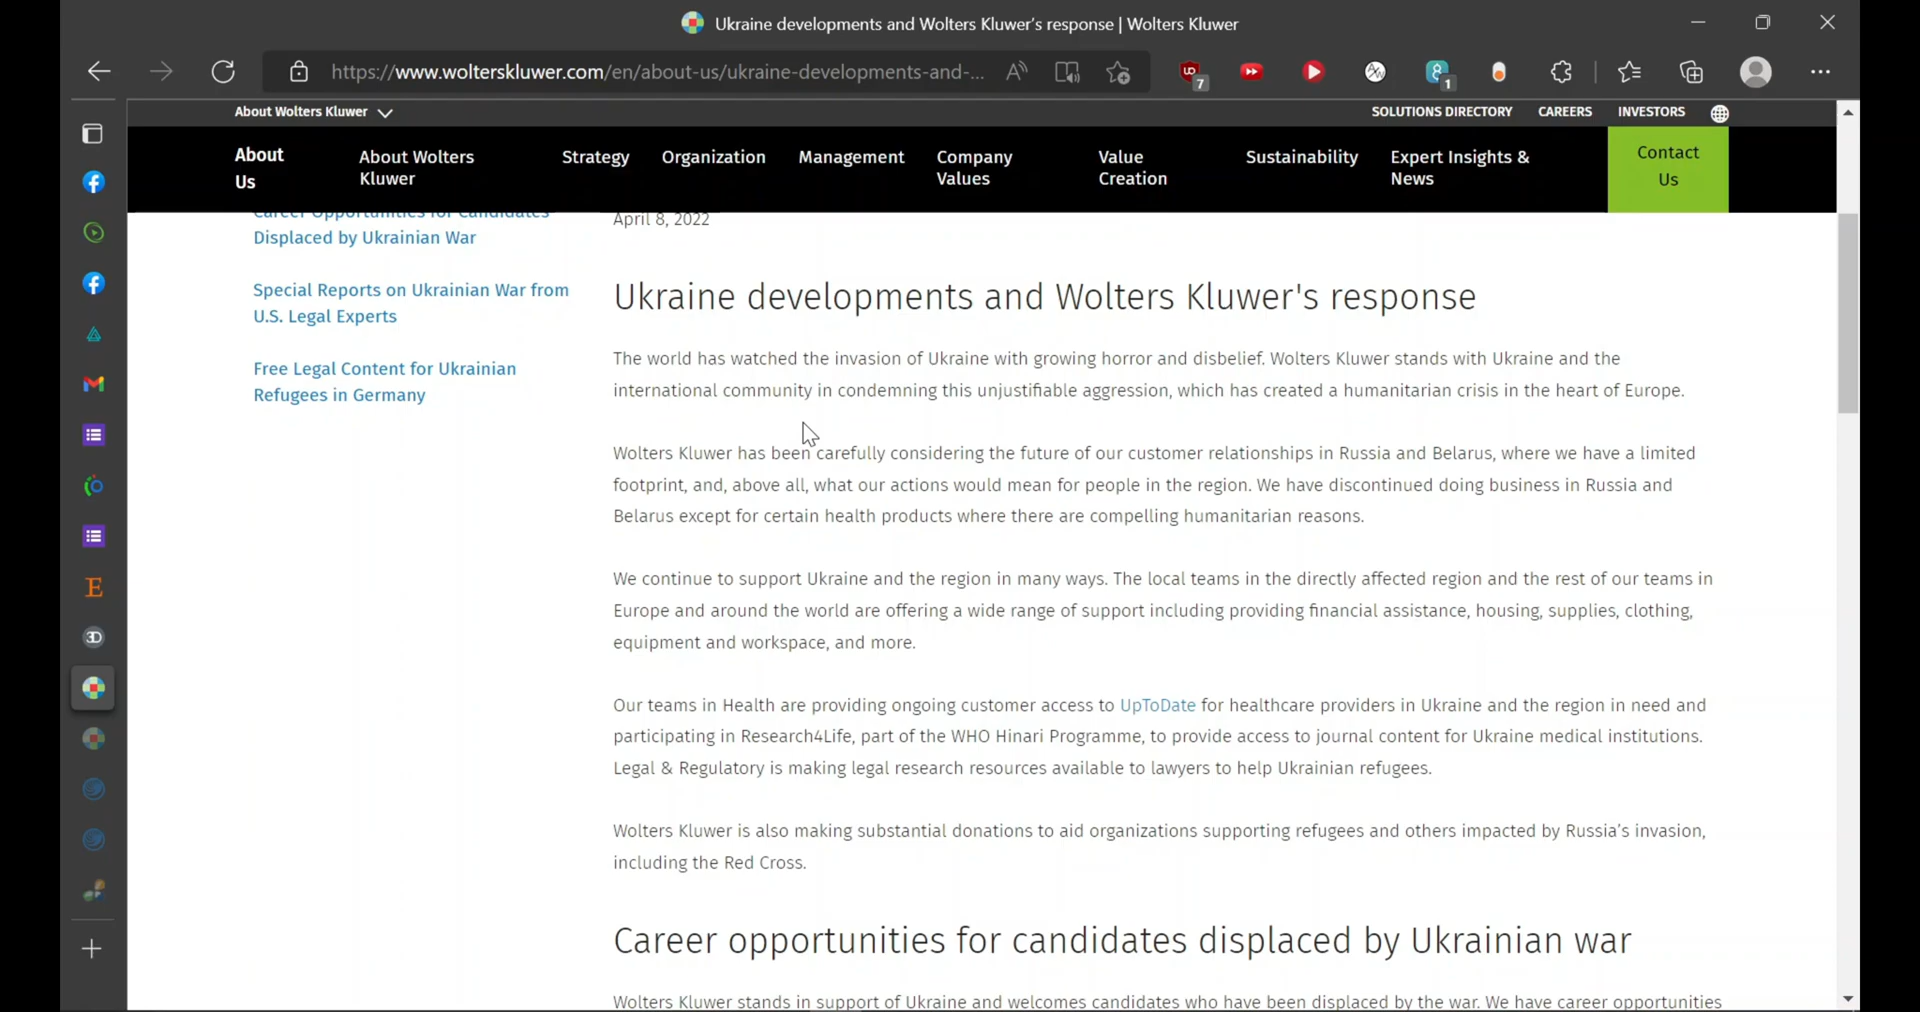 Ukraine developments and Wolters Kluwer's response | Wolters Kluwer
https://www.wolterskluwer.com/en/about-us/ukraine-developments-and-...
7
1
About Wolters Kluwer
SOLUTIONS DIRECTORY CAREERS INVESTORS
About Us
About Wolters Kluwer
Strategy
Organization
Management
Company Values
Value Creation
Sustainability
Expert Insights & News
Contact Us
Career Opportunities for Candidates
Displaced by Ukrainian War
Special Reports on Ukrainian War from
U.S. Legal Experts
Free Legal Content for Ukrainian
Refugees in Germany
April 8, 2022
Ukraine developments and Wolters Kluwer's response
The world has watched the invasion of Ukraine with growing horror and disbelief. Wolters Kluwer stands with Ukraine and the
international community in condemning this unjustifiable aggression, which has created a humanitarian crisis in the heart of Europe.
Wolters Kluwer has been carefully considering the future of our customer relationships in Russia and Belarus, where we have a limited
footprint, and, above all, what our actions would mean for people in the region. We have discontinued doing business in Russia and
Belarus except for certain health products where there are compelling humanitarian reasons.
We continue to support Ukraine and the region in many ways. The local teams in the directly affected region and the rest of our teams in
Europe and around the world are offering a wide range of support including providing financial assistance, housing, supplies, clothing,
equipment and workspace, and more.
Our teams in Health are providing ongoing customer access to UpToDate for healthcare providers in Ukraine and the region in need and
participating in Research4Life, part of the WHO Hinari Programme, to provide access to journal content for Ukraine medical institutions.
Legal & Regulatory is making legal research resources available to lawyers to help Ukrainian refugees.
Wolters Kluwer is also making substantial donations to aid organizations supporting refugees and others impacted by Russia's invasion,
including the Red Cross.
Career opportunities for candidates displaced by Ukrainian war
Wolters Kluwer stands in support of Ukraine and welcomes candidates who have been displaced by the war. We have career opportunities